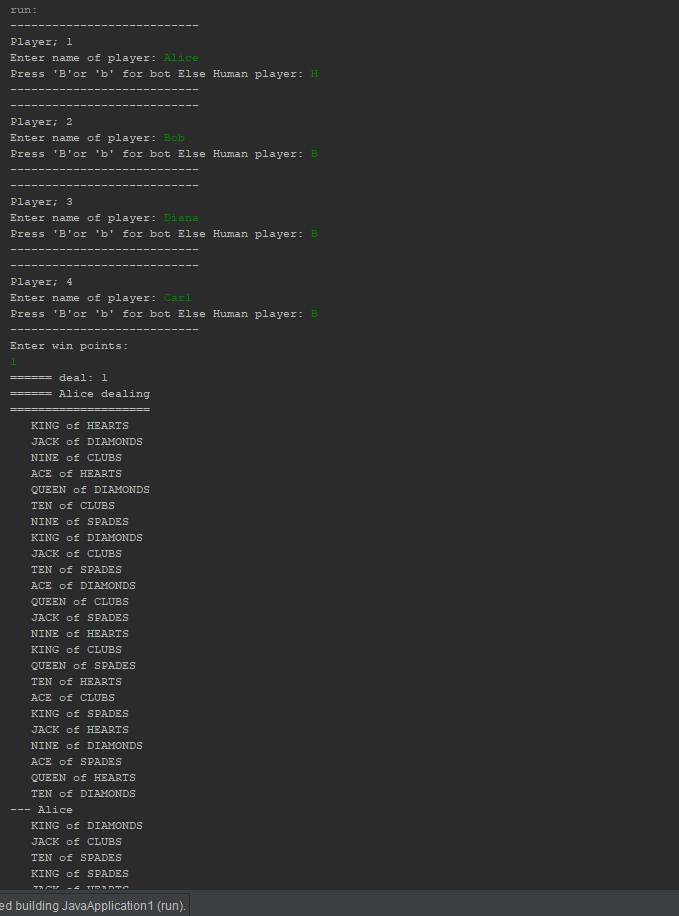 run:
---------------------------
Player; 1
Enter name of player: Alice
Press 'B'or 'b' for bot Else Human player: H
---------------------------
---------------------------
Player; 2
Enter name of player: Bob
Press 'B'or 'b' for bot Else Human player: B
---------------------------
---------------------------
Player; 3
Enter name of player: Diana
Press 'B'or 'b' for bot Else Human player: B
---------------------------
---------------------------
Player; 4
Enter name of player: Carl
Press 'B'or 'b' for bot Else Human player: B
---------------------------
Enter win points:
1
====== deal: 1
====== Alice dealing
====================
KING of HEARTS
JACK of DIAMONDS
NINE of CLUBS
ACE of HEARTS
QUEEN of DIAMONDS
TEN of CLUBS
NINE of SPADES
KING of DIAMONDS
JACK of CLUBS
TEN of SPADES
ACE of DIAMONDS
QUEEN of CLUBS
JACK of SPADES
NINE of HEARTS
KING of CLUBS
QUEEN of SPADES
TEN of HEARTS
ACE of CLUBS
KING of SPADES
JACK of HEARTS
NINE of DIAMONDS
ACE of SPADES
QUEEN of HEARTS
TEN of DIAMONDS
--- Alice
KING of DIAMONDS
JACK of CLUBS
TEN of SPADES
KING of SPADES
JACK of HEARTS
ed building JavaApplication1 (run).